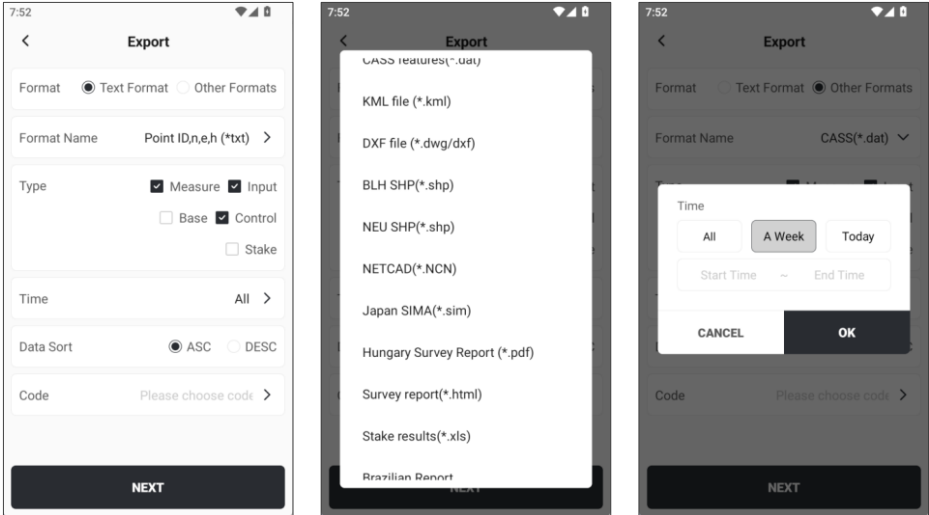 7:52
Export
Format Text Format Other Formats
Format Name Point ID,n,e,h (*txt)
Type Measure Input
Base Control
Stake
Time All
Data Sort ASC DESC
Code Please choose code
NEXT
7:52
Export
CASS features(*.dat)
KML file (*.kml)
DXF file (*.dwg/dxf)
BLH SHP(*.shp)
NEU SHP(*.shp)
NETCAD(*.NCN)
Japan SIMA(*.sim)
Hungary Survey Report (*.pdf)
Survey report(*.html)
Stake results(*.xls)
Brazilian Report
NEXT
7:52
Export
Format Text Format Other Formats
Format Name CASS(*.dat)
Time
All A Week Today
Start Time ~ End Time
CANCEL OK
Code Please choose code
NEXT